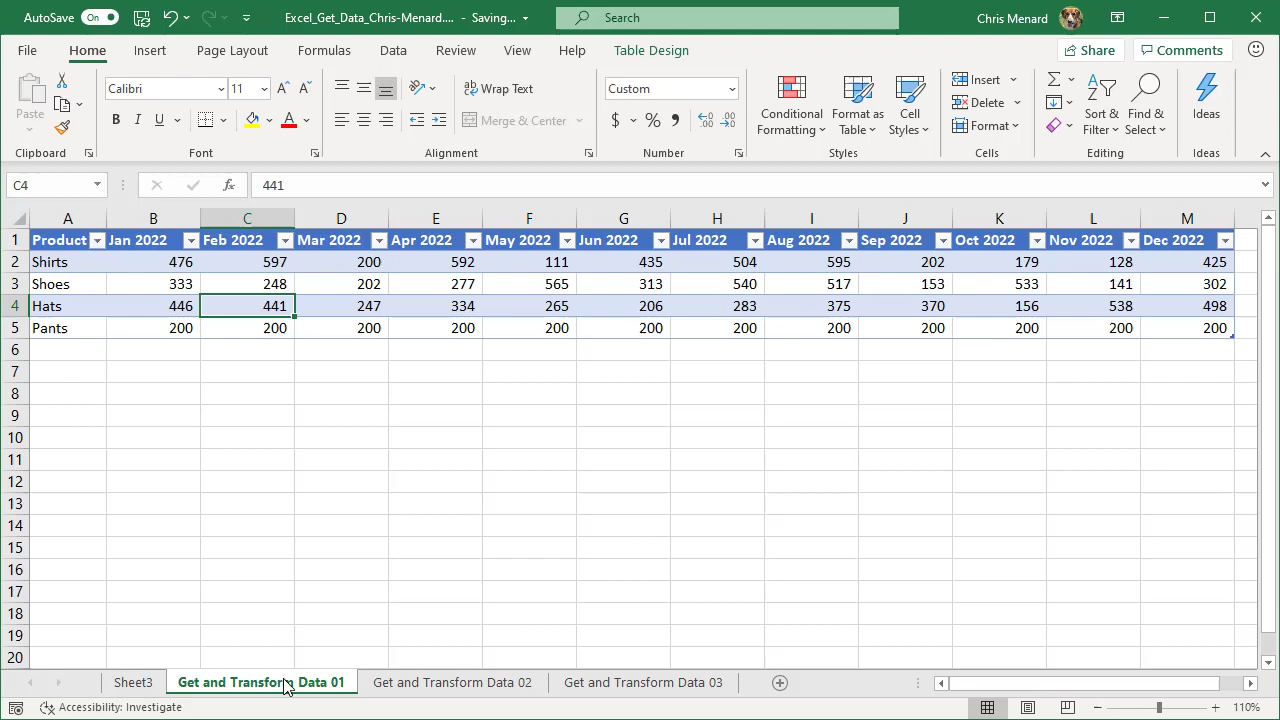 AutoSave On Excel_Get_Data_Chris-Menard.... - Saving... Search Chris Menard
File Home Insert Page Layout Formulas Data Review View Help Table Design Share Comments
Calibri 11 Wrap Text Custom Insert
Paste B I U Merge & Center $ % Conditional Formatting Format as Table Cell Styles Delete Format Sort & Filter Find & Select Ideas
Clipboard Font Alignment Number Styles Cells Editing Ideas
C4 fx 441
A B C D E F G H I J K L M
1 Product Jan 2022 Feb 2022 Mar 2022 Apr 2022 May 2022 Jun 2022 Jul 2022 Aug 2022 Sep 2022 Oct 2022 Nov 2022 Dec 2022
2 Shirts 476 597 200 592 111 435 504 595 202 179 128 425
3 Shoes 333 248 202 277 565 313 540 517 153 533 141 302
4 Hats 446 441 247 334 265 206 283 375 370 156 538 498
5 Pants 200 200 200 200 200 200 200 200 200 200 200 200
6
7
8
9
10
11
12
13
14
15
16
17
18
19
20
Sheet3 Get and Transform Data 01 Get and Transform Data 02 Get and Transform Data 03
Accessibility: Investigate 110%